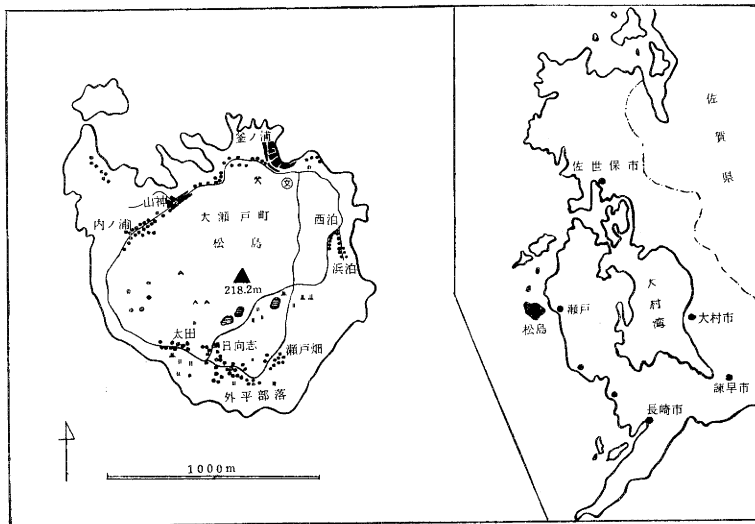 釜ノ浦
文
山神
内ノ浦
大瀬戸町
松島
西泊
浜泊
218.2m
太田
日向志
瀬戸畑
外平部落
1000m
佐賀県
佐世保市
大村湾
瀬戸
松島
大村市
諫早市
長崎市